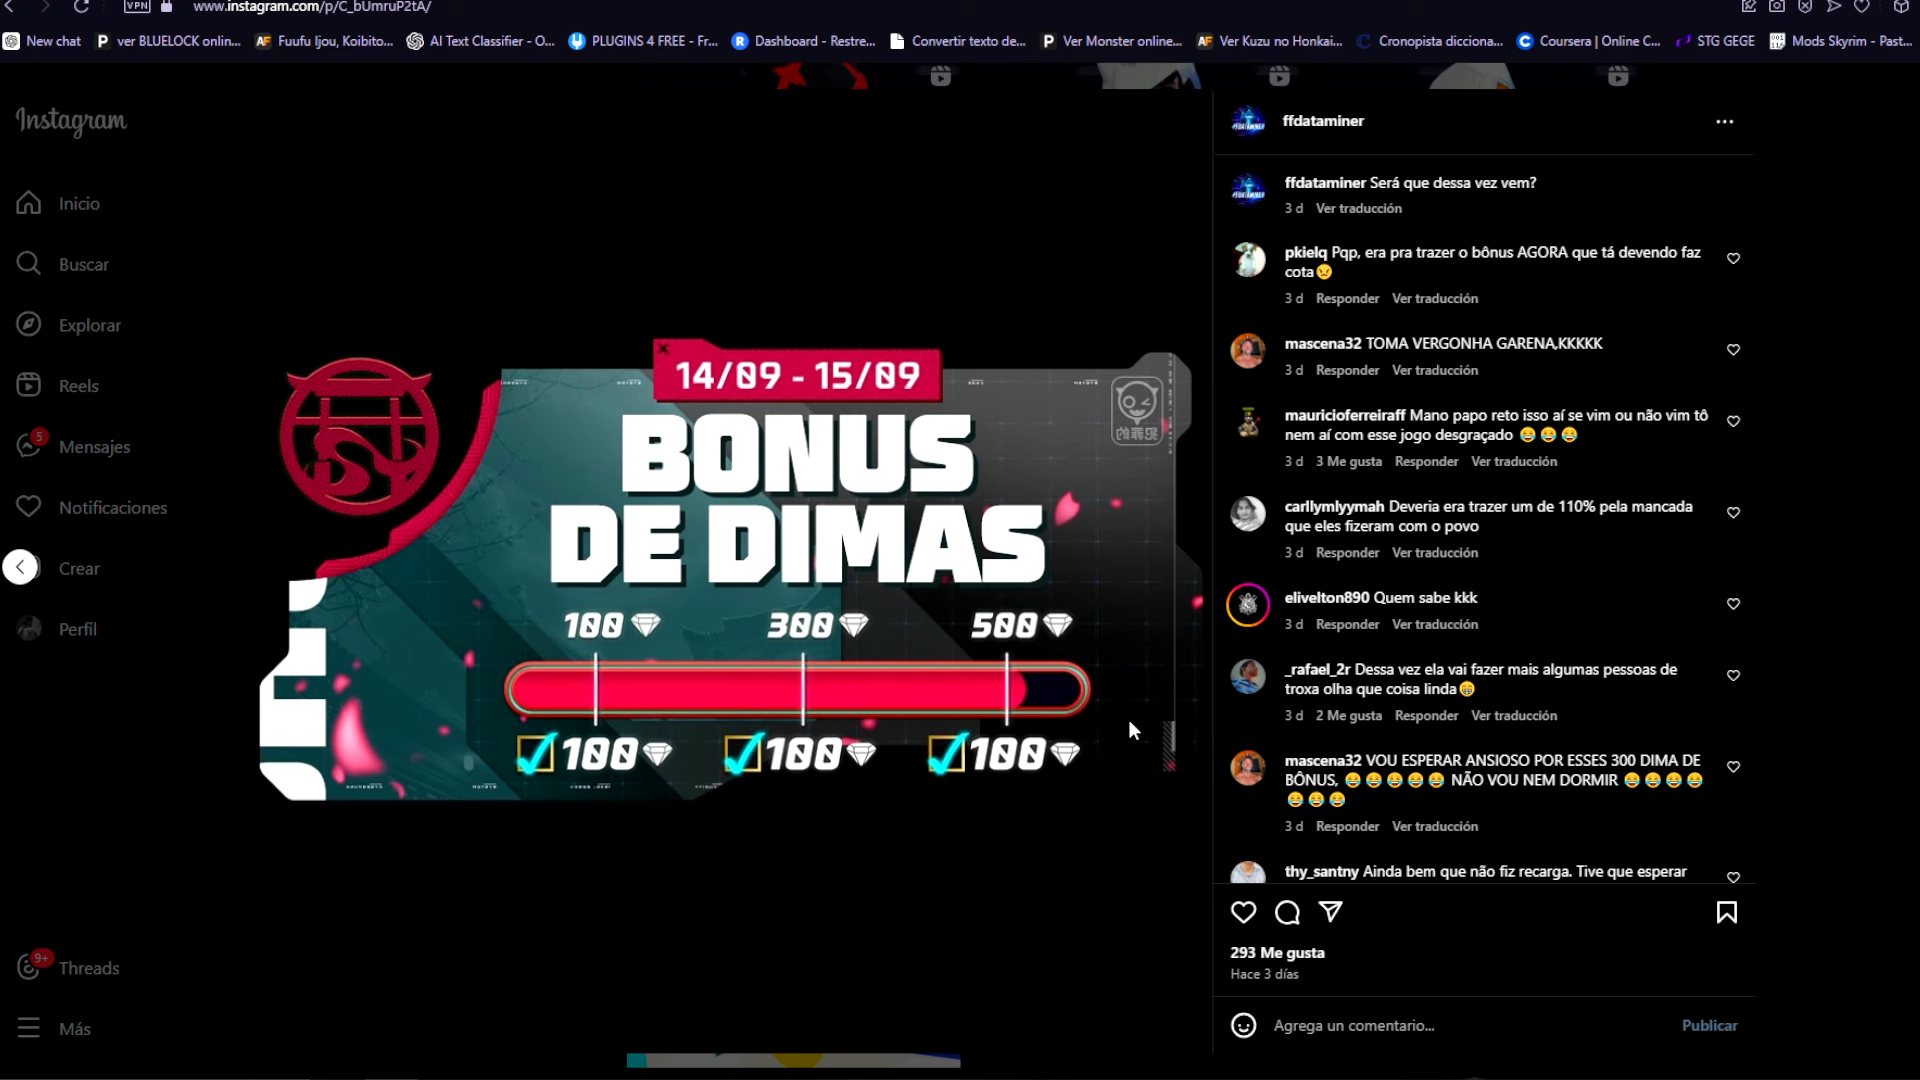 VPN
www.instagram.com/p/C_bUmruP2tA/
New chat
ver BLUELOCK onlin...
Fuufu Ijou, Koibito...
AI Text Classifier - O...
PLUGINS 4 FREE - Fr...
Dashboard - Restre...
Convertir texto de...
Ver Monster online...
Ver Kuzu no Honkai...
Cronopista dicciona...
Coursera | Online C...
STG GEGE
Mods Skyrim - Past...
Instagram
Inicio
Buscar
Explorar
Reels
5
Mensajes
Notificaciones
Crear
Perfil
9+
Threads
Más
14/09 - 15/09
BONUS
DE DIMAS
100 300 500
100 100 100
ffdataminer
ffdataminer Será que dessa vez vem?
3 d Ver traducción
pkielq Pqp, era pra trazer o bônus AGORA que tá devendo faz
cota😠
3 d Responder Ver traducción
mascena32 TOMA VERGONHA GARENA,KKKKK
3 d Responder Ver traducción
mauricioferreiraff Mano papo reto isso aí se vim ou não vim tô
nem aí com esse jogo desgraçado 😂😂😂
3 d 3 Me gusta Responder Ver traducción
carllymlyymah Deveria era trazer um de 110% pela mancada
que eles fizeram com o povo
3 d Responder Ver traducción
elivelton890 Quem sabe kkk
3 d Responder Ver traducción
_rafael_2r Dessa vez ela vai fazer mais algumas pessoas de
troxa olha que coisa linda😁
3 d 2 Me gusta Responder Ver traducción
mascena32 VOU ESPERAR ANSIOSO POR ESSES 300 DIMA DE
BÔNUS, 😂😂😂😂😂 NÃO VOU NEM DORMIR 😂😂😂😂
😂😂😂
3 d Responder Ver traducción
thy_santny Ainda bem que não fiz recarga. Tive que esperar
293 Me gusta
Hace 3 días
Agrega un comentario...
Publicar